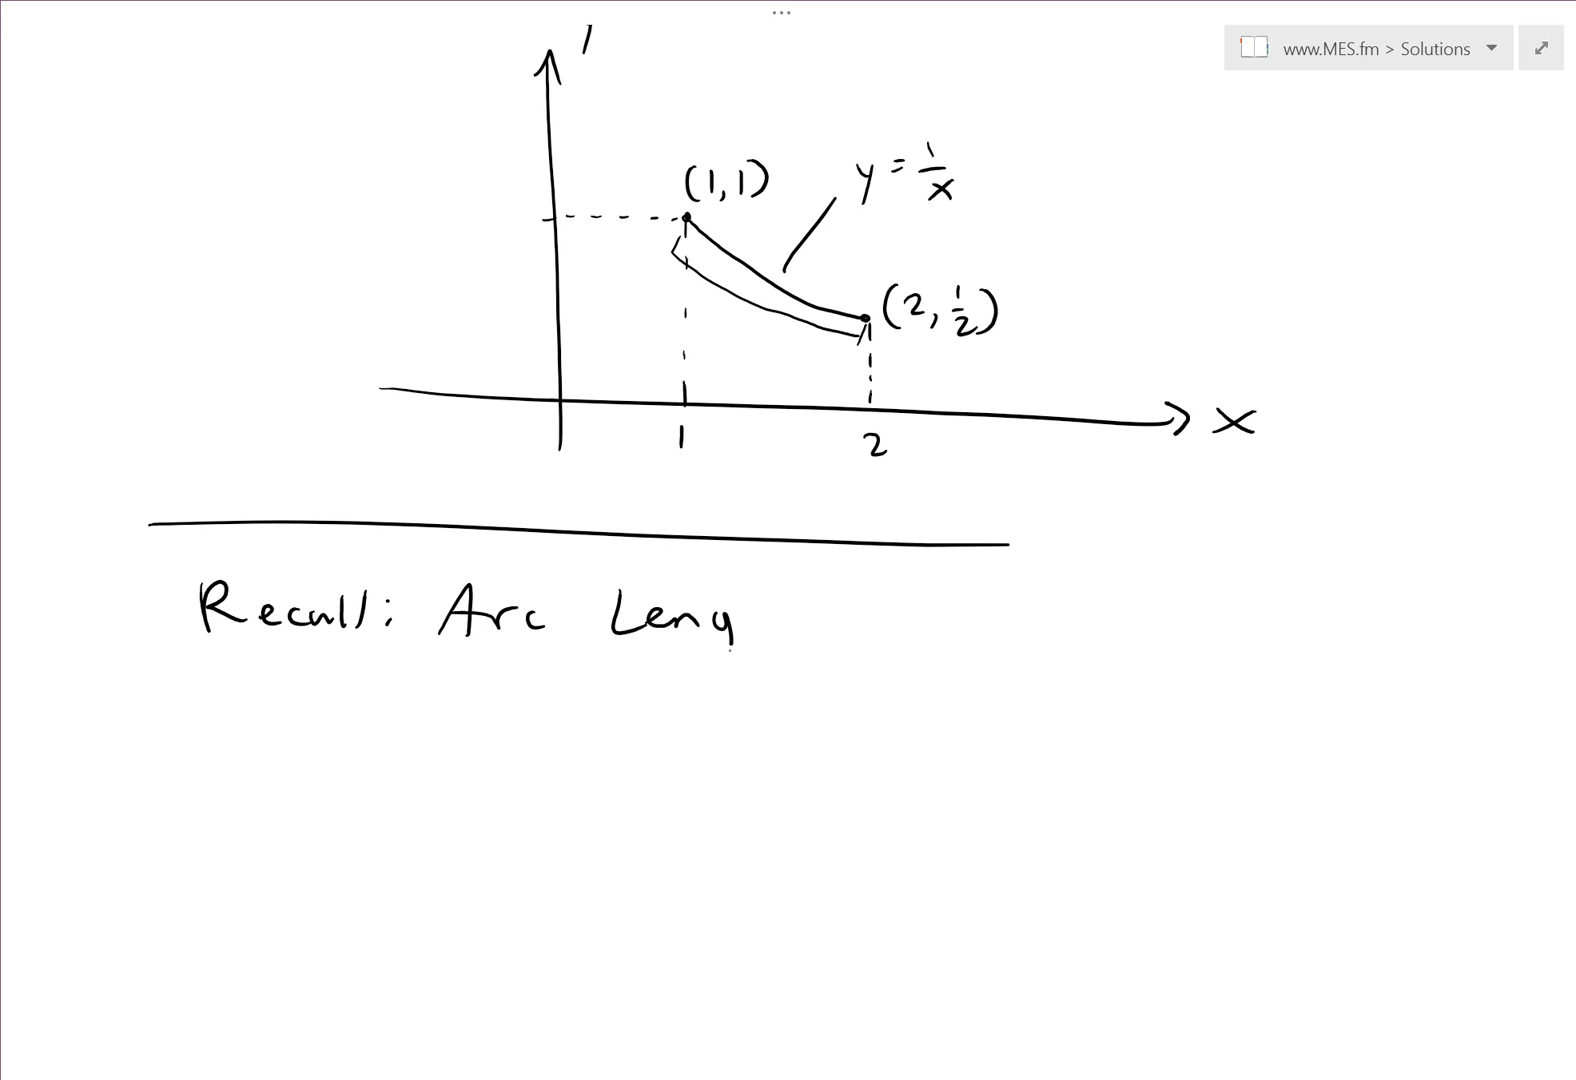 www.MES.fm > Solutions
(1,1)
y = 1/x
(2, 1/2)
x
1
2
Recall: Arc Leng